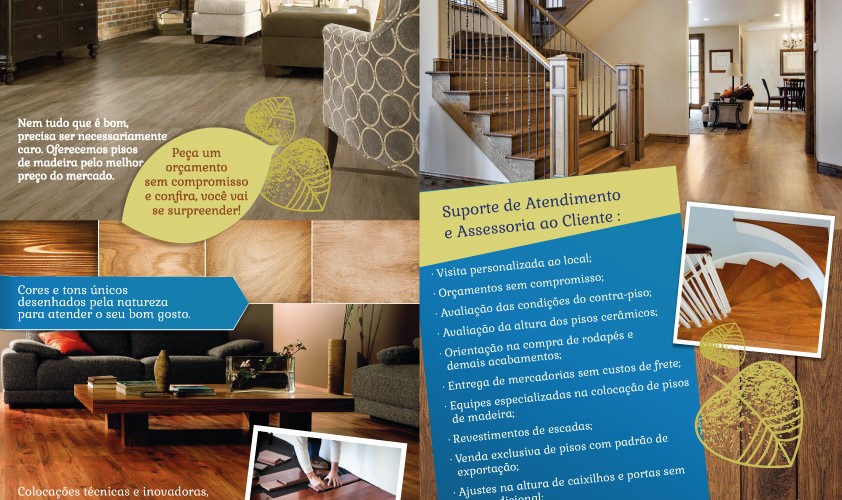 Nem tudo que é bom,
precisa ser necessariamente
caro. Oferecemos pisos
de madeira pelo melhor
preço do mercado.
Peça um
orçamento
sem compromisso
e confira, você vai
se surpreender!
Cores e tons únicos
desenhados pela natureza
para atender o seu bom gosto.
Colocações técnicas e inovadoras,
Suporte de Atendimento
e Assessoria ao Cliente :
· Visita personalizada ao local;
· Orçamentos sem compromisso;
· Avaliação das condições do contra-piso;
· Avaliação da altura dos pisos cerâmicos;
· Orientação na compra de rodapés e
demais acabamentos;
· Entrega de mercadorias sem custos de frete;
· Equipes especializadas na colocação de pisos
de madeira;
· Revestimentos de escadas;
· Venda exclusiva de pisos com padrão de
exportação;
· Ajustes na altura de caixilhos e portas sem